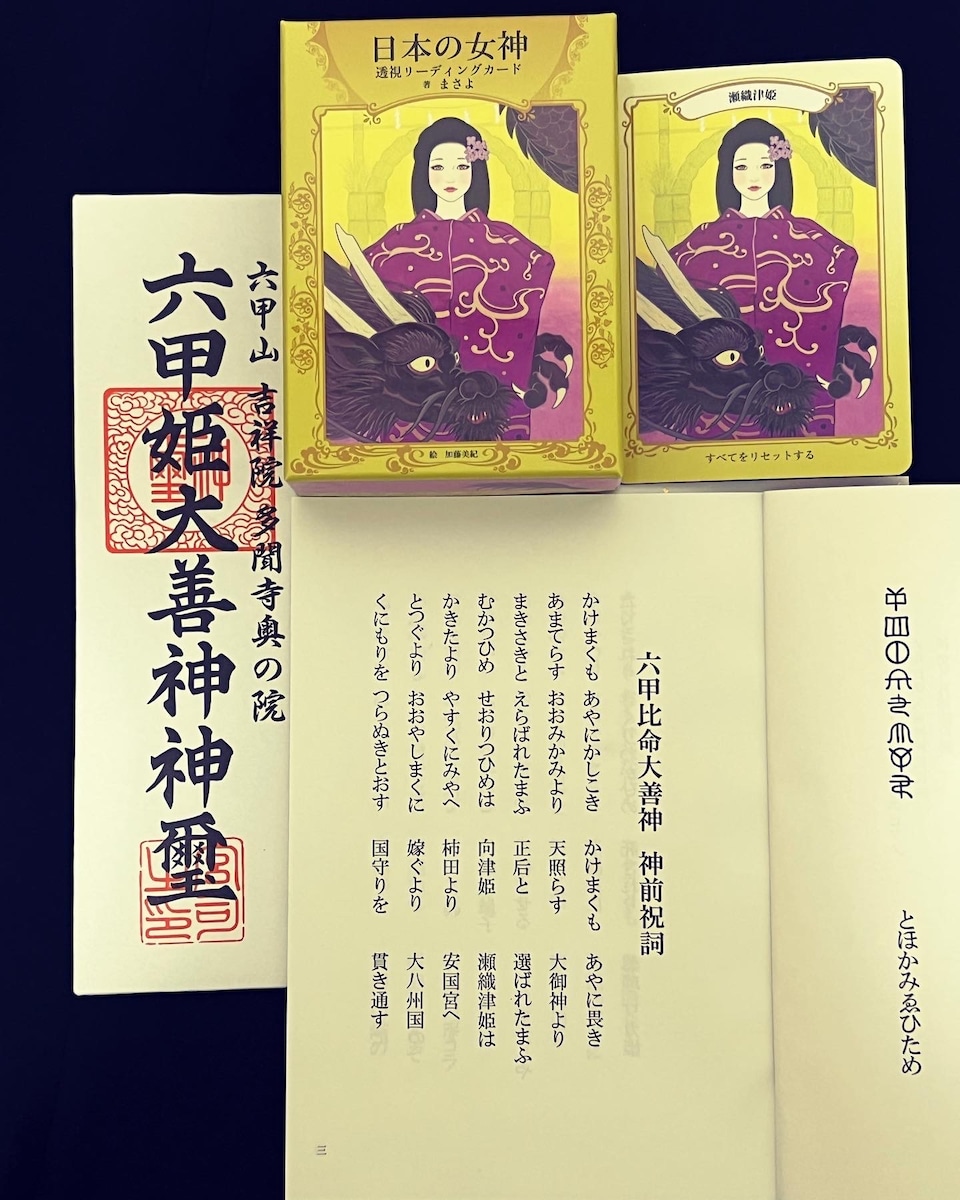 日本の女神
透視リーディングカード
著 まさよ
絵 加藤美紀
瀬織津姫
すべてをリセットする
六甲山 吉祥院 多聞寺奥の院
六甲姫大善神神璽
六甲比命大善神 神前祝詞
かけまくも あやにかしこき かけまくも あやに畏き
あまてらす おおみかみより 天照らす 大御神より
まきさきと えらばれたまふ 正后と 選ばれたまふ
むかつひめ せおりつひめは 向津姫 瀬織津姫は
かきたより やすくにみやへ 柿田より 安国宮へ
とつぐより おおやしまくに 嫁ぐより 大八州国
くにもりを つらぬきとおす 国守りを 貫き通す
三
とほかみゑひため